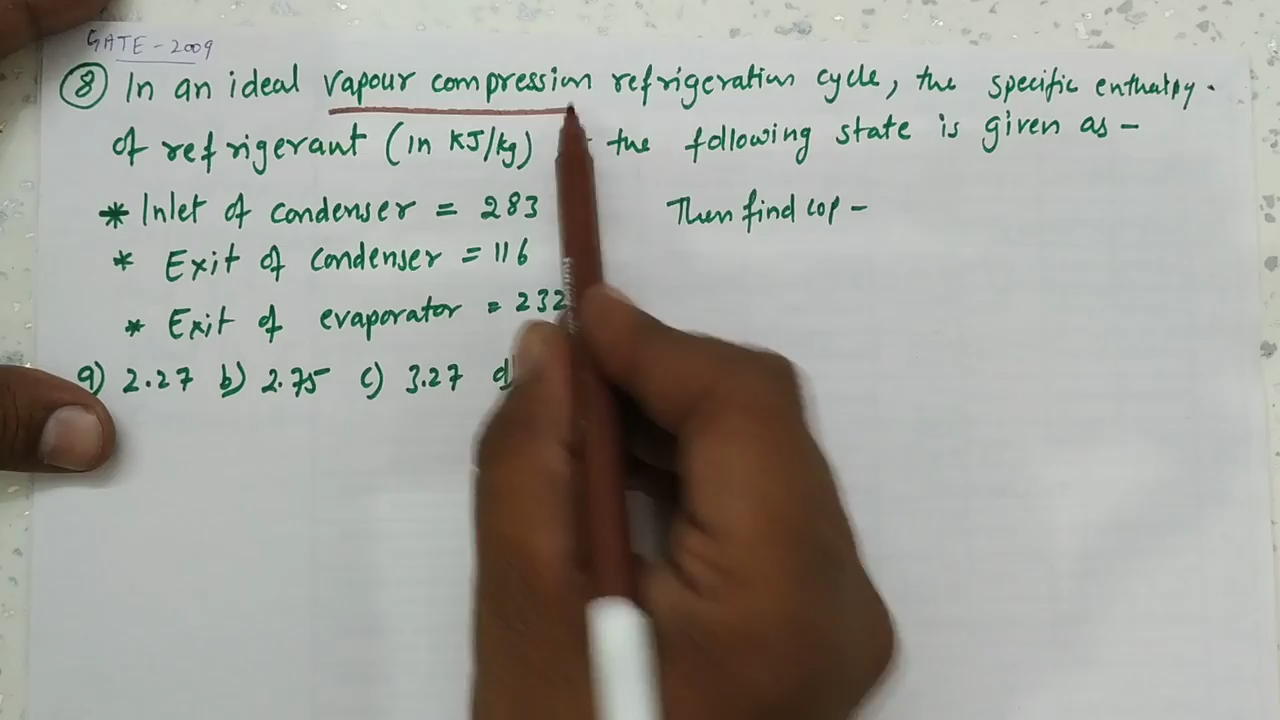 GATE - 2009
⑧ In an ideal vapour compression refrigeration cycle, the specific enthalpy.
of refrigerant (in KJ/kg) the following state is given as -
* Inlet of condenser = 283 Then find cop -
* Exit of condenser = 116
* Exit of evaporator = 232
a) 2.27 b) 2.75 c) 3.27 d